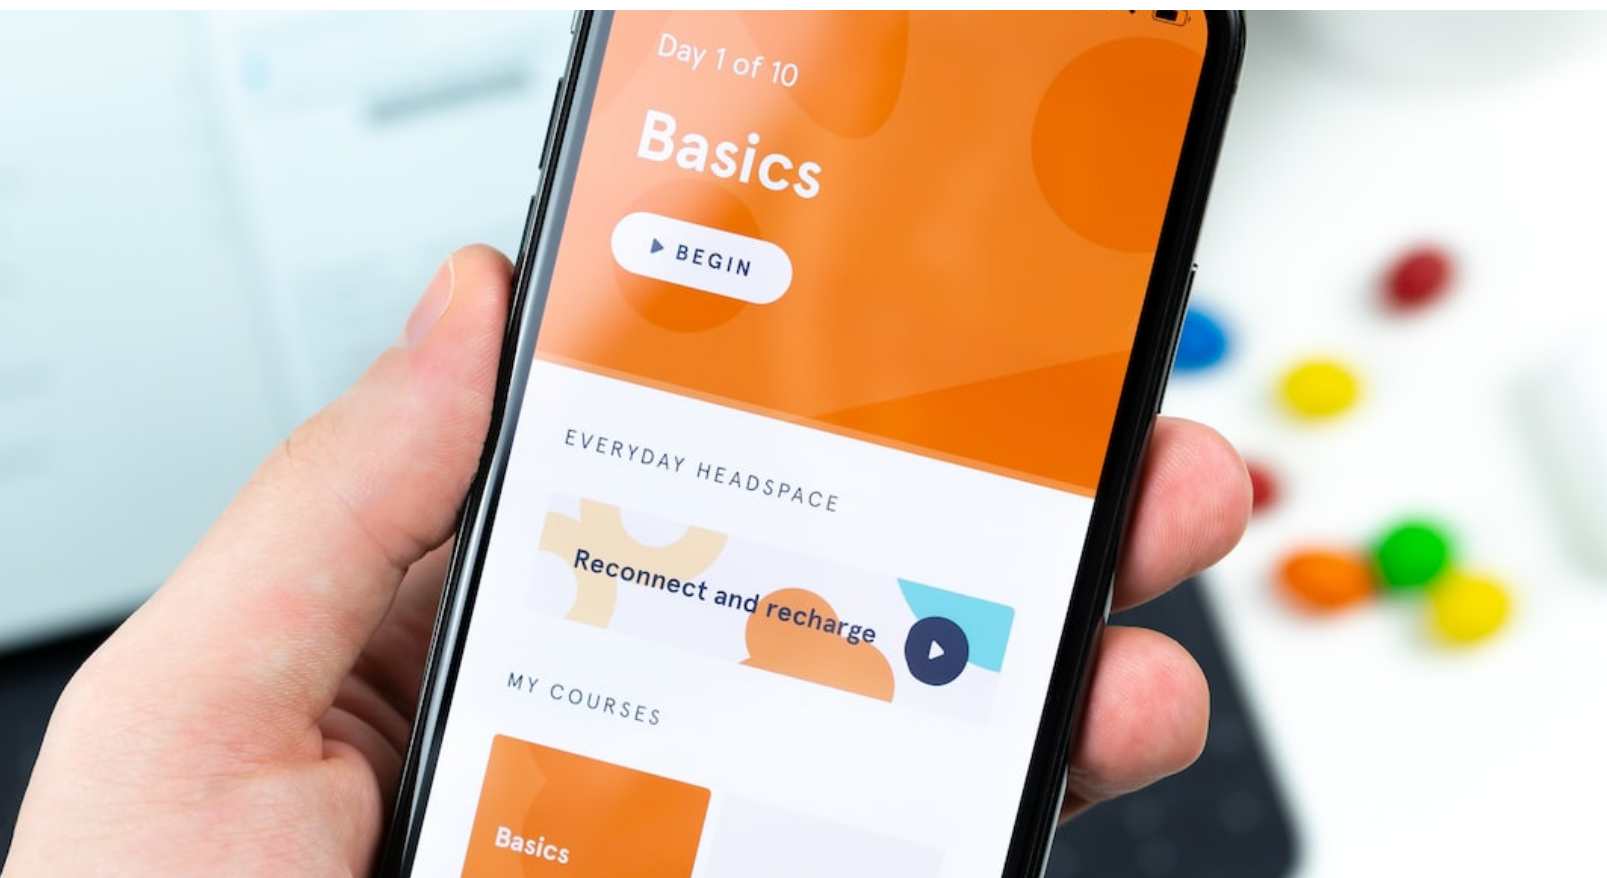 Day 1 of 10
Basics
BEGIN
EVERYDAY HEADSPACE
Reconnect and recharge
MY COURSES
Basics